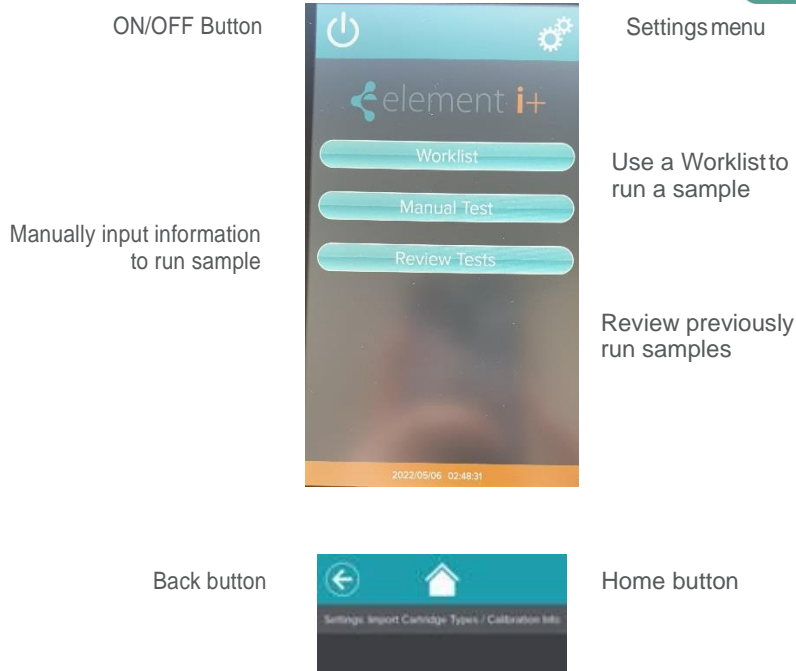 ON/OFF Button
Settings menu
element i+
Worklist
Use a Worklist to
run a sample
Manual Test
Manually input information
to run sample
Review Tests
Review previously
run samples
2022/05/06 02:48:31
Back button
Home button
Settings: Import Cartridge Types / Calibration Info